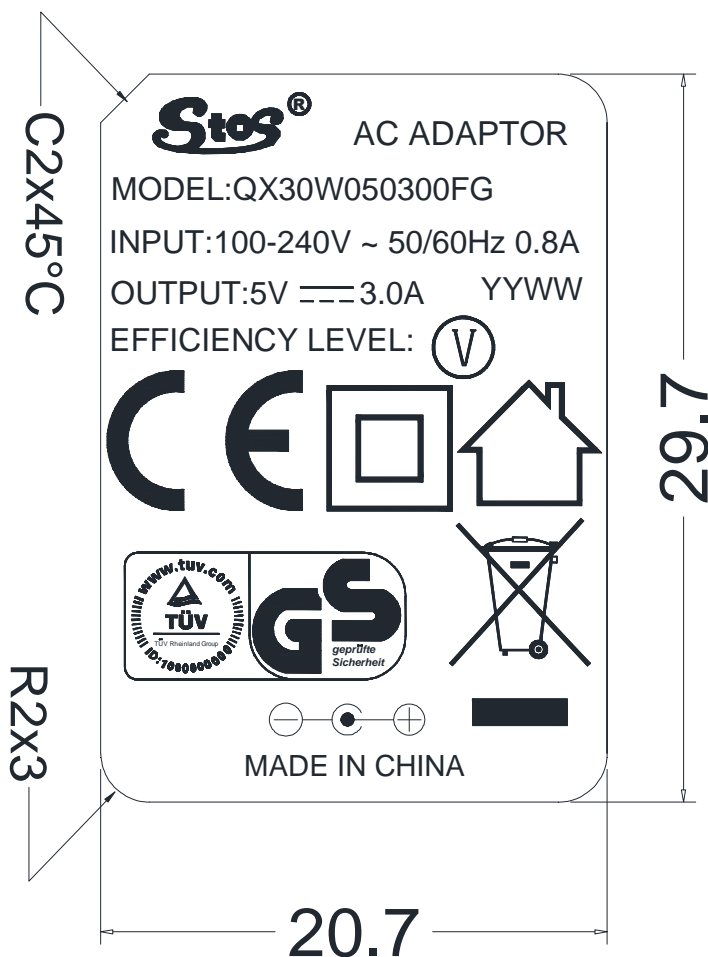 Stos®
AC ADAPTOR
MODEL:QX30W050300FG
INPUT:100-240V ~ 50/60Hz 0.8A
OUTPUT:5V ⎓ 3.0A YYWW
EFFICIENCY LEVEL: V
CE
www.tuv.com
TÜV
TÜV Rheinland Group
GS
geprüfte
Sicherheit
MADE IN CHINA
C2x45°C
R2x3
29.7
20.7